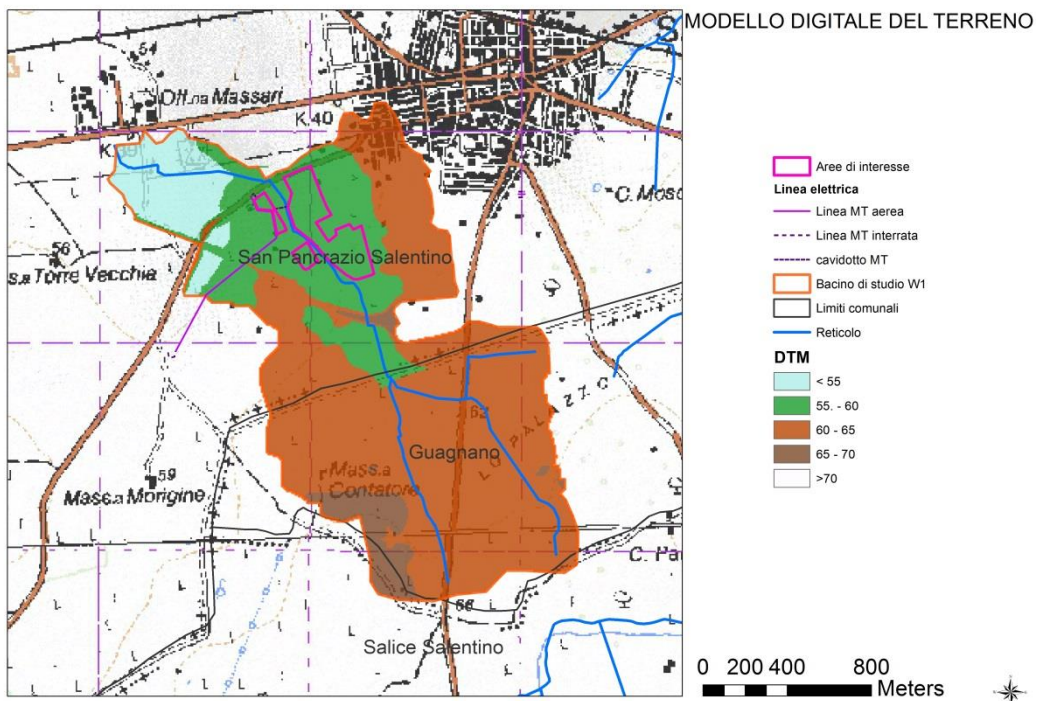 MODELLO DIGITALE DEL TERRENO
54
Off.na Massari
K.40
C. Mosc
56
s.a Torre Vecchia
San Pancrazio Salentino
62
LO PALAZZO
Guagnano
Mass.a
Contatore
59
Mass.a Morigine
66
Salice Salentino
Aree di interesse
Linea elettrica
Linea MT aerea
Linea MT interrata
cavidotto MT
Bacino di studio W1
Limiti comunali
Reticolo
DTM
< 55
55. - 60
60 - 65
65 - 70
>70
0 200 400 800
Meters